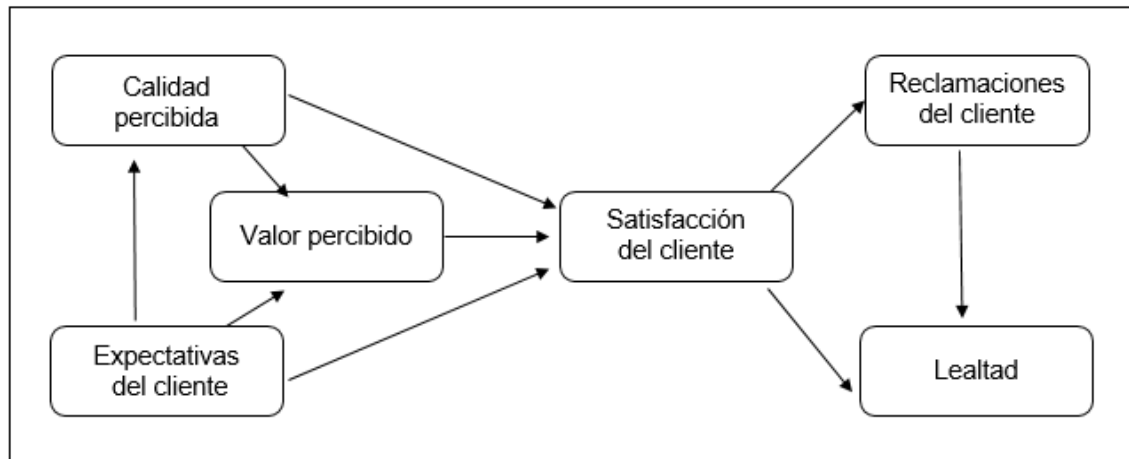 Calidad
percibida
Reclamaciones
del cliente
Valor percibido
Satisfacción
del cliente
Expectativas
del cliente
Lealtad